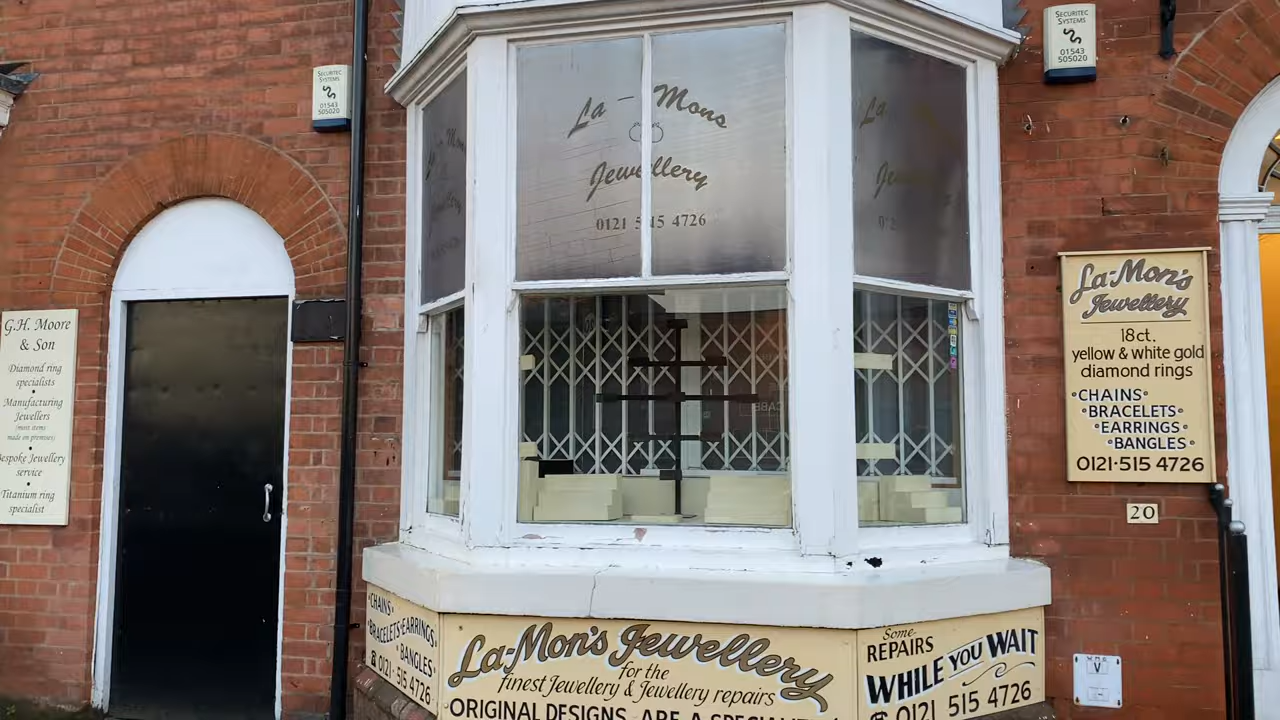 SECURITEC
SYSTEMS
01543
505020
SECURITEC
SYSTEMS
01543
505020
La - Mons
Jewellery
0121 515 4726
La
G.H. Moore
& Son
Diamond ring
specialists
Manufacturing
Jewellers
(most items
made on premises)
Bespoke Jewellery
service
Titanium ring
specialist
La-Mon's
Jewellery
18ct.
yellow & white gold
diamond rings
•CHAINS•
•BRACELETS•
•EARRINGS•
•BANGLES•
0121·515 4726
20
•CHAINS•
•BRACELETS•EARRINGS•
•BANGLES•
0121·515 4726
La-Mon's Jewellery
for the
finest Jewellery & Jewellery repairs
ORIGINAL DESIGNS ARE A SPECIALITY
Some
REPAIRS
WHILE YOU WAIT
0121 515 4726
V